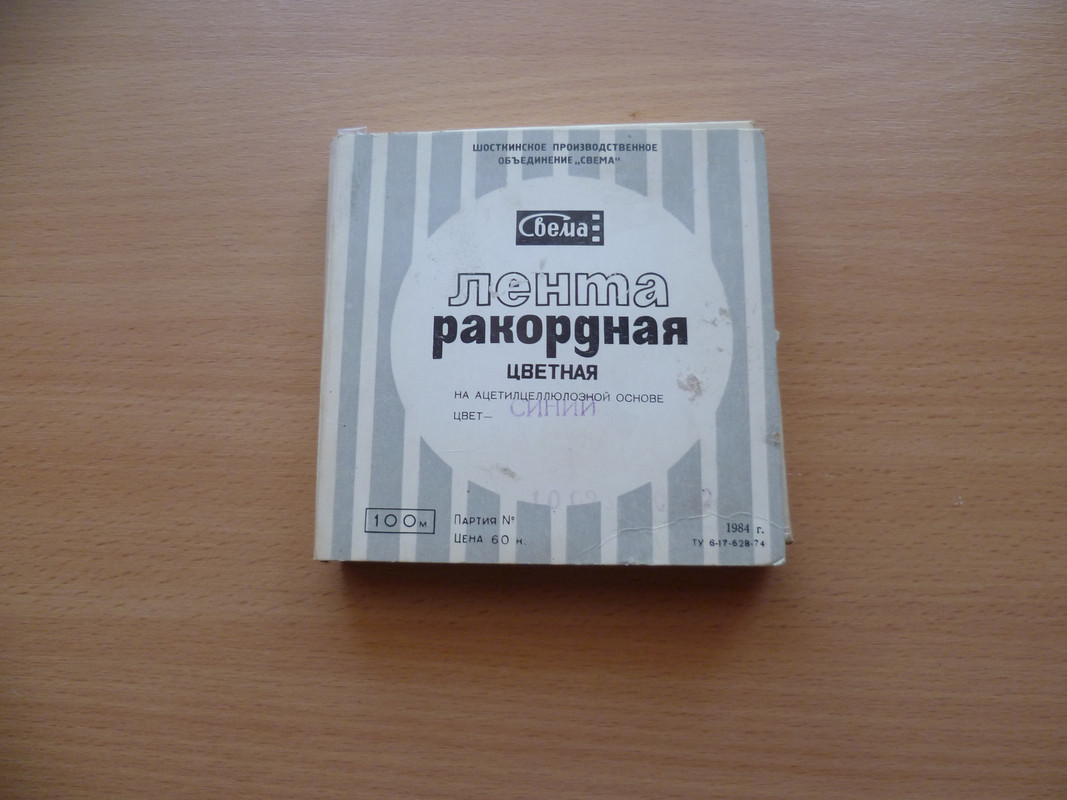 ШОСТКИНСКОЕ ПРОИЗВОДСТВЕННОЕ
ОБЪЕДИНЕНИЕ „СВЕМА"
Свема
лента
ракордная
ЦВЕТНАЯ
НА АЦЕТИЛЦЕЛЛЮЛОЗНОЙ ОСНОВЕ
ЦВЕТ— СИНИЙ
100м
Партия №
Цена 60 к.
1984 г.
ТУ 6-17-628-74